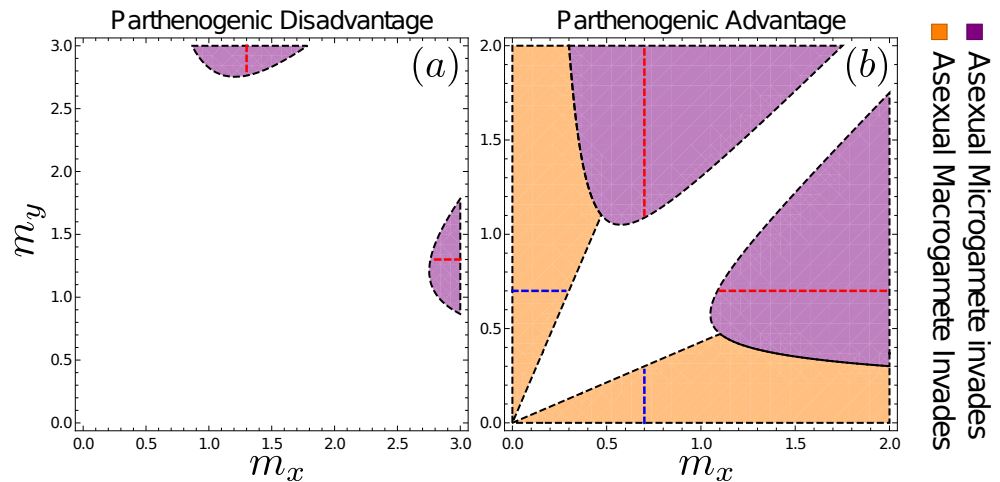 Parthenogenic Disadvantage
Parthenogenic Advantage
(a)
(b)
3.0
2.5
2.0
1.5
1.0
0.5
0.0
m_y
0.0 0.5 1.0 1.5 2.0 2.5 3.0
m_x
2.0
1.5
1.0
0.5
0.0
0.0 0.5 1.0 1.5 2.0
m_x
Asexual Microgamete invades
Asexual Macrogamete Invades